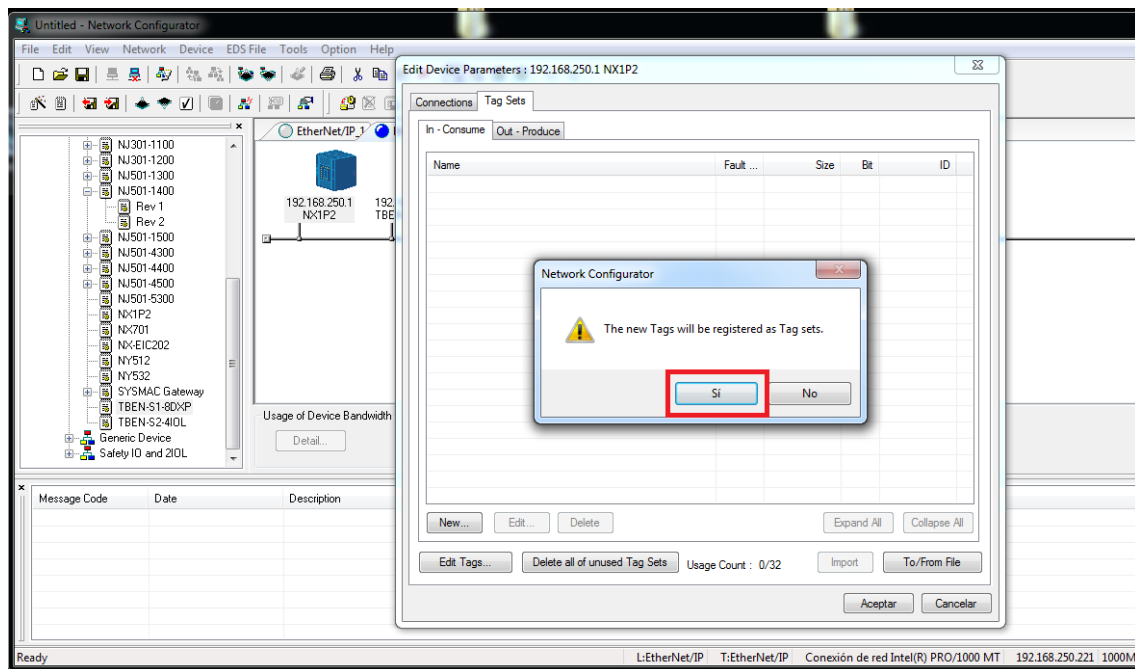 Untitled - Network Configurator
File Edit View Network Device EDS File Tools Option Help
NJ301-1100
NJ301-1200
NJ501-1300
NJ501-1400
Rev 1
Rev 2
NJ501-1500
NJ501-4300
NJ501-4400
NJ501-4500
NJ501-5300
NX1P2
NX701
NX-EIC202
NY512
NY532
SYSMAC Gateway
TBEN-S1-8DXP
TBEN-S2-4IOL
Generic Device
Safety IO and 2IOL
EtherNet/IP_1
192.168.250.1 192.
NX1P2 TBE
Usage of Device Bandwidth
Detail...
Edit Device Parameters : 192.168.250.1 NX1P2
Connections Tag Sets
In - Consume Out - Produce
Name Fault ... Size Bit ID
Network Configurator
The new Tags will be registered as Tag sets.
Sí No
New... Edit... Delete Expand All Collapse All
Edit Tags... Delete all of unused Tag Sets Usage Count : 0/32 Import To/From File
Aceptar Cancelar
Message Code Date Description
Ready L:EtherNet/IP T:EtherNet/IP Conexión de red Intel(R) PRO/1000 MT 192.168.250.221 1000M